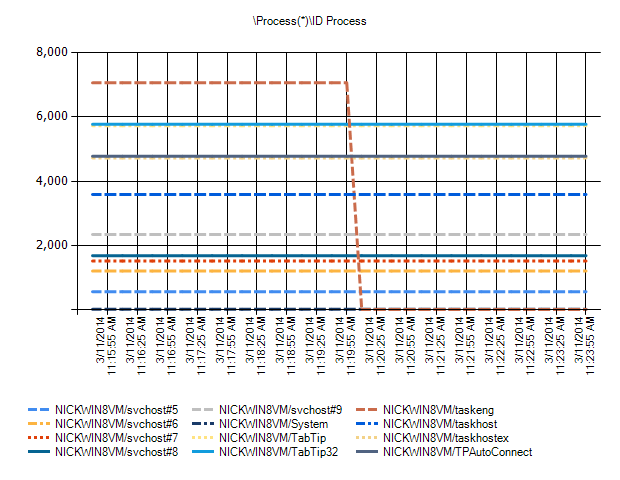 \Process(*)\ID Process
8,000
6,000
4,000
2,000
3/11/2014 11:15:55 AM
3/11/2014 11:16:25 AM
3/11/2014 11:16:55 AM
3/11/2014 11:17:25 AM
3/11/2014 11:17:55 AM
3/11/2014 11:18:25 AM
3/11/2014 11:18:55 AM
3/11/2014 11:19:25 AM
3/11/2014 11:19:55 AM
3/11/2014 11:20:25 AM
3/11/2014 11:20:55 AM
3/11/2014 11:21:25 AM
3/11/2014 11:21:55 AM
3/11/2014 11:22:25 AM
3/11/2014 11:22:55 AM
3/11/2014 11:23:25 AM
3/11/2014 11:23:55 AM
NICKWIN8VM/svchost#5 NICKWIN8VM/svchost#9 NICKWIN8VM/taskeng
NICKWIN8VM/svchost#6 NICKWIN8VM/System NICKWIN8VM/taskhost
NICKWIN8VM/svchost#7 NICKWIN8VM/TabTip NICKWIN8VM/taskhostex
NICKWIN8VM/svchost#8 NICKWIN8VM/TabTip32 NICKWIN8VM/TPAutoConnect